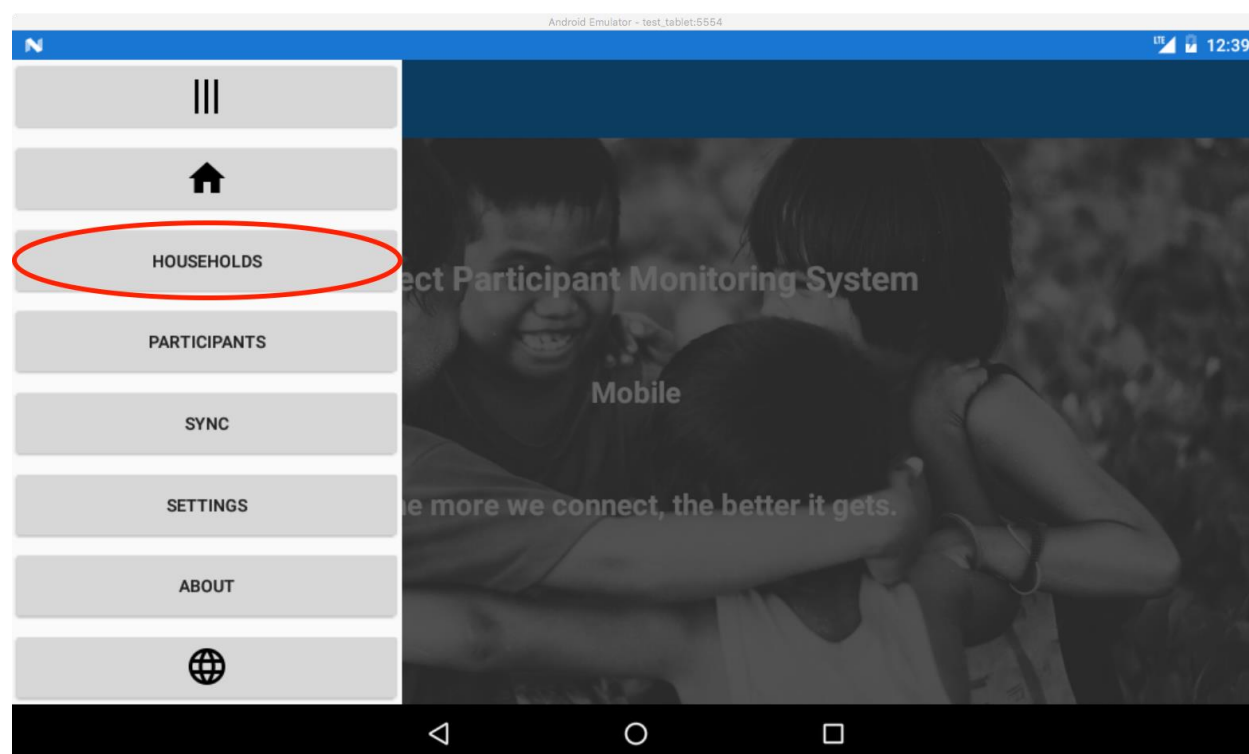 Android Emulator - test_tablet:5554
LTE 12:39
HOUSEHOLDS
ect Participant Monitoring System
PARTICIPANTS
Mobile
SYNC
SETTINGS
e more we connect, the better it gets.
ABOUT